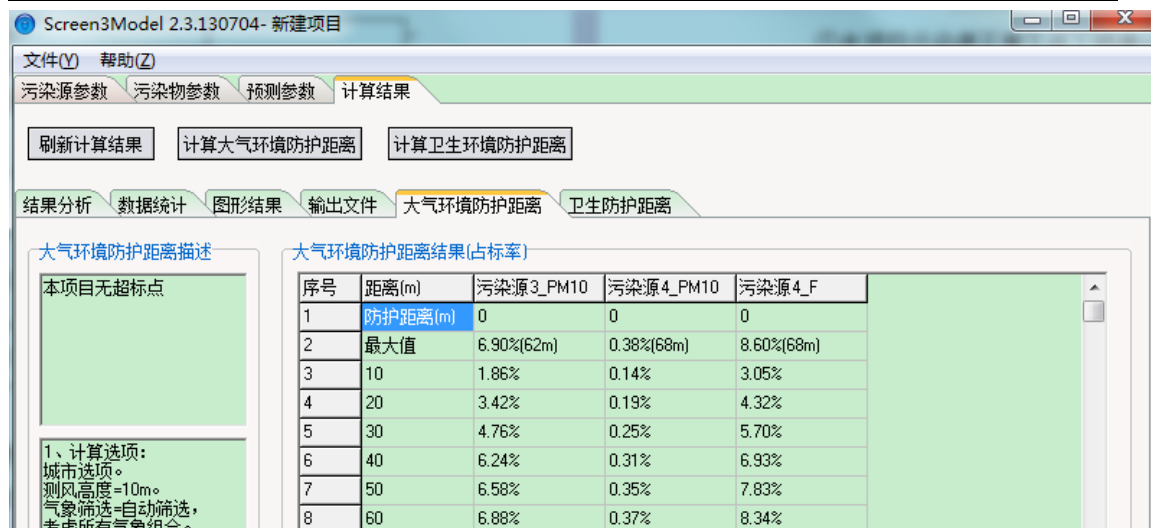 Screen3Model 2.3.130704- 新建项目
文件(Y) 帮助(Z)
污染源参数 污染物参数 预测参数 计算结果
刷新计算结果 计算大气环境防护距离 计算卫生环境防护距离
结果分析 数据统计 图形结果 输出文件 大气环境防护距离 卫生防护距离
大气环境防护距离描述
本项目无超标点
1、计算选项:
城市选项。
测风高度=10m。
气象筛选=自动筛选,
考虑所有气象组合。
大气环境防护距离结果(占标率)
序号 距离(m) 污染源3_PM10 污染源4_PM10 污染源4_F
1 防护距离(m) 0 0 0
2 最大值 6.90%(62m) 0.38%(68m) 8.60%(68m)
3 10 1.86% 0.14% 3.05%
4 20 3.42% 0.19% 4.32%
5 30 4.76% 0.25% 5.70%
6 40 6.24% 0.31% 6.93%
7 50 6.58% 0.35% 7.83%
8 60 6.88% 0.37% 8.34%